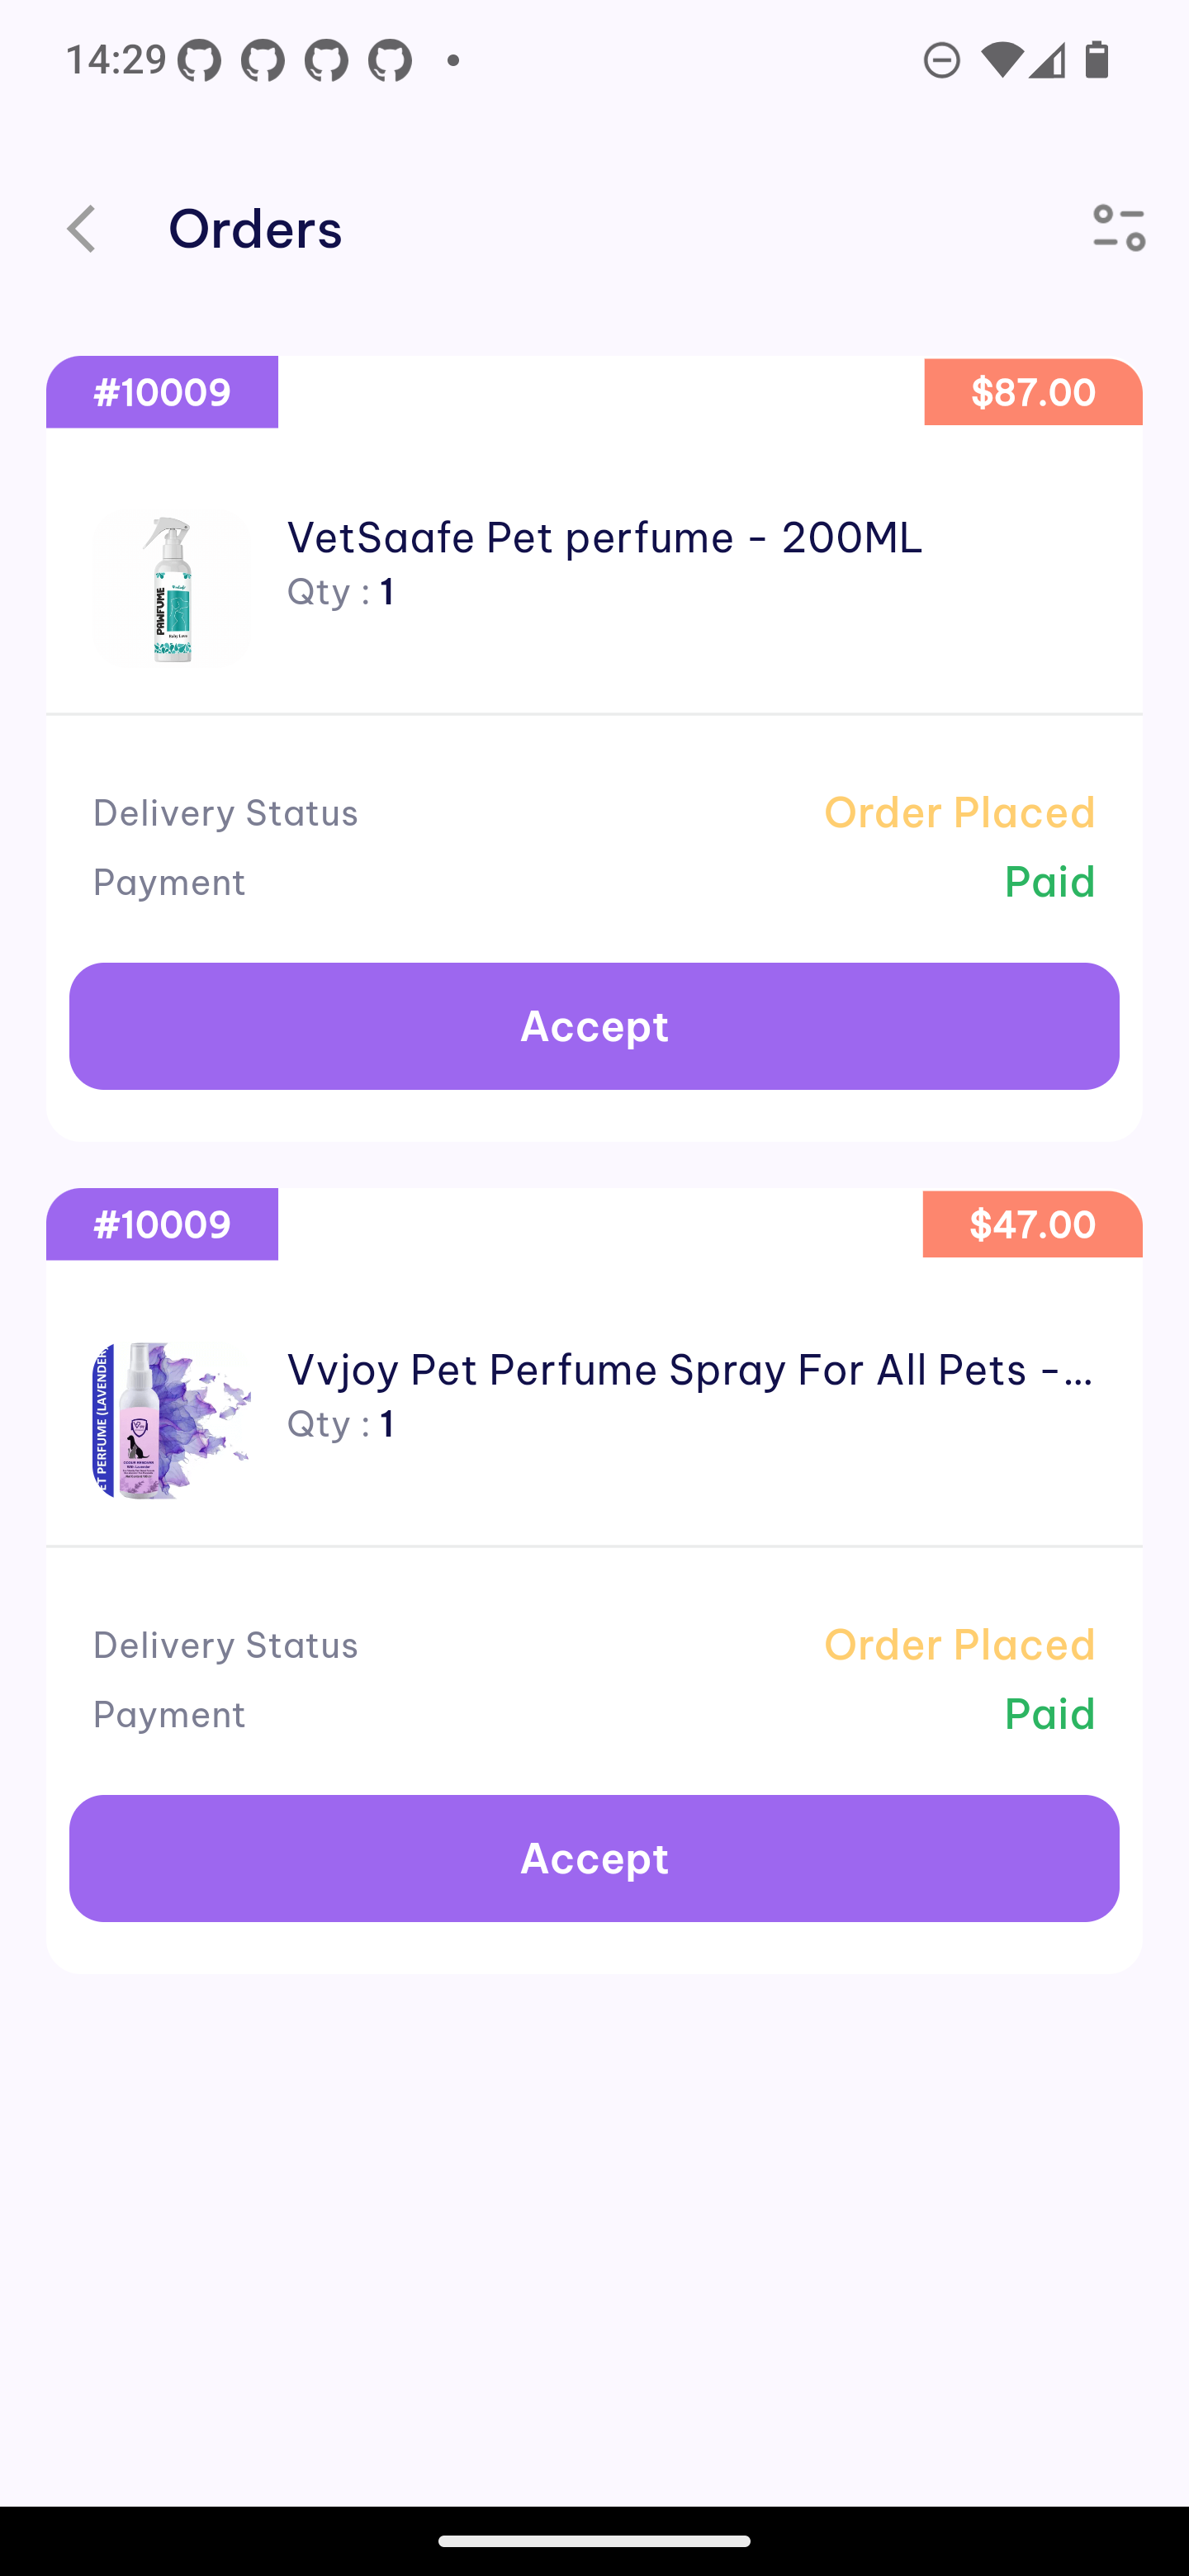 14:29
Orders
#10009
$87.00
VetSaafe Pet perfume - 200ML
Qty : 1
PAWFUME
Delivery Status
Order Placed
Payment
Paid
Accept
#10009
$47.00
Vvjoy Pet Perfume Spray For All Pets -...
Qty : 1
ET PERFUME (LAVENDER
Delivery Status
Order Placed
Payment
Paid
Accept